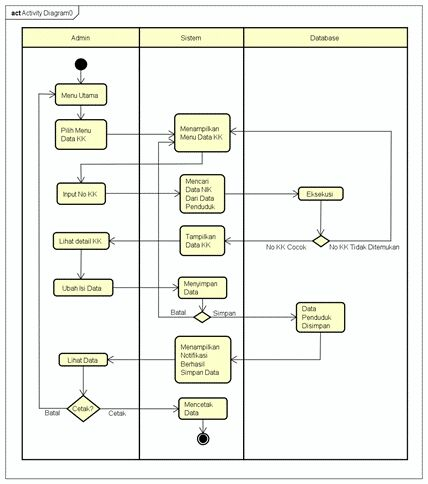 act Activity Diagram0
Admin
Sistem
Database
Menu Utama
Pilih Menu
Data KK
Menampilkan
Menu Data KK
Input No KK
Mencari
Data NIK
Dari Data
Penduduk
Eksekusi
Lihat detail KK
Tampilkan
Data KK
No KK Cocok
No KK Tidak Ditemukan
Ubah Isi Data
Menyimpan
Data
Batal
Simpan
Data
Penduduk
Disimpan
Menampilkan
Notifikasi
Berhasil
Simpan Data
Lihat Data
Cetak?
Batal
Cetak
Mencetak
Data